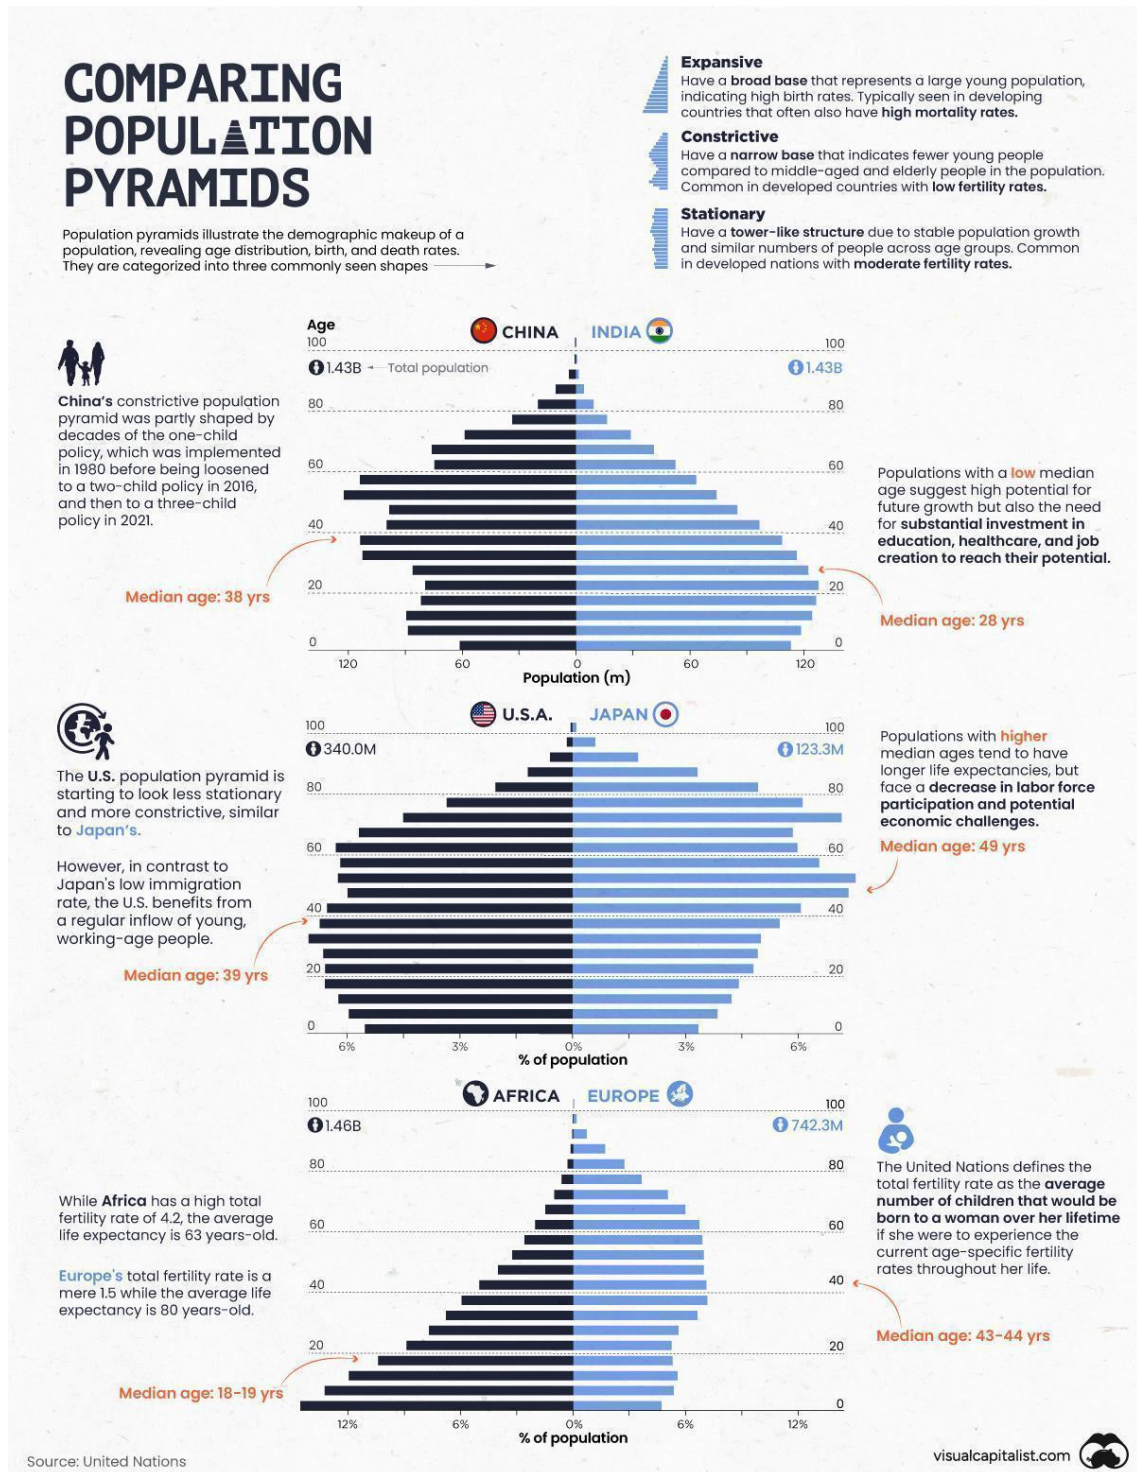 COMPARING
POPULATION
PYRAMIDS
Population pyramids illustrate the demographic makeup of a
population, revealing age distribution, birth, and death rates.
They are categorized into three commonly seen shapes
Expansive
Have a broad base that represents a large young population,
indicating high birth rates. Typically seen in developing
countries that often also have high mortality rates.
Constrictive
Have a narrow base that indicates fewer young people
compared to middle-aged and elderly people in the population.
Common in developed countries with low fertility rates.
Stationary
Have a tower-like structure due to stable population growth
and similar numbers of people across age groups. Common
in developed nations with moderate fertility rates.
Age
CHINA INDIA
100 100
1.43B Total population 1.43B
80 80
60 60
40 40
20 20
0 0
120 60 0 60 120
Population (m)
China's constrictive population
pyramid was partly shaped by
decades of the one-child
policy, which was implemented
in 1980 before being loosened
to a two-child policy in 2016,
and then to a three-child
policy in 2021.
Median age: 38 yrs
Populations with a low median
age suggest high potential for
future growth but also the need
for substantial investment in
education, healthcare, and job
creation to reach their potential.
Median age: 28 yrs
U.S.A. JAPAN
100 100
340.0M 123.3M
80 80
60 60
40 40
20 20
0 0
6% 3% 0% 3% 6%
% of population
The U.S. population pyramid is
starting to look less stationary
and more constrictive, similar
to Japan's.
However, in contrast to
Japan's low immigration
rate, the U.S. benefits from
a regular inflow of young,
working-age people.
Median age: 39 yrs
Populations with higher
median ages tend to have
longer life expectancies, but
face a decrease in labor force
participation and potential
economic challenges.
Median age: 49 yrs
AFRICA EUROPE
100 100
1.46B 742.3M
80 80
60 60
40 40
20 20
0
12% 6% 0% 6% 12%
% of population
While Africa has a high total
fertility rate of 4.2, the average
life expectancy is 63 years-old.
Europe's total fertility rate is a
mere 1.5 while the average life
expectancy is 80 years-old.
Median age: 18-19 yrs
The United Nations defines the
total fertility rate as the average
number of children that would be
born to a woman over her lifetime
if she were to experience the
current age-specific fertility
rates throughout her life.
Median age: 43-44 yrs
Source: United Nations
visualcapitalist.com